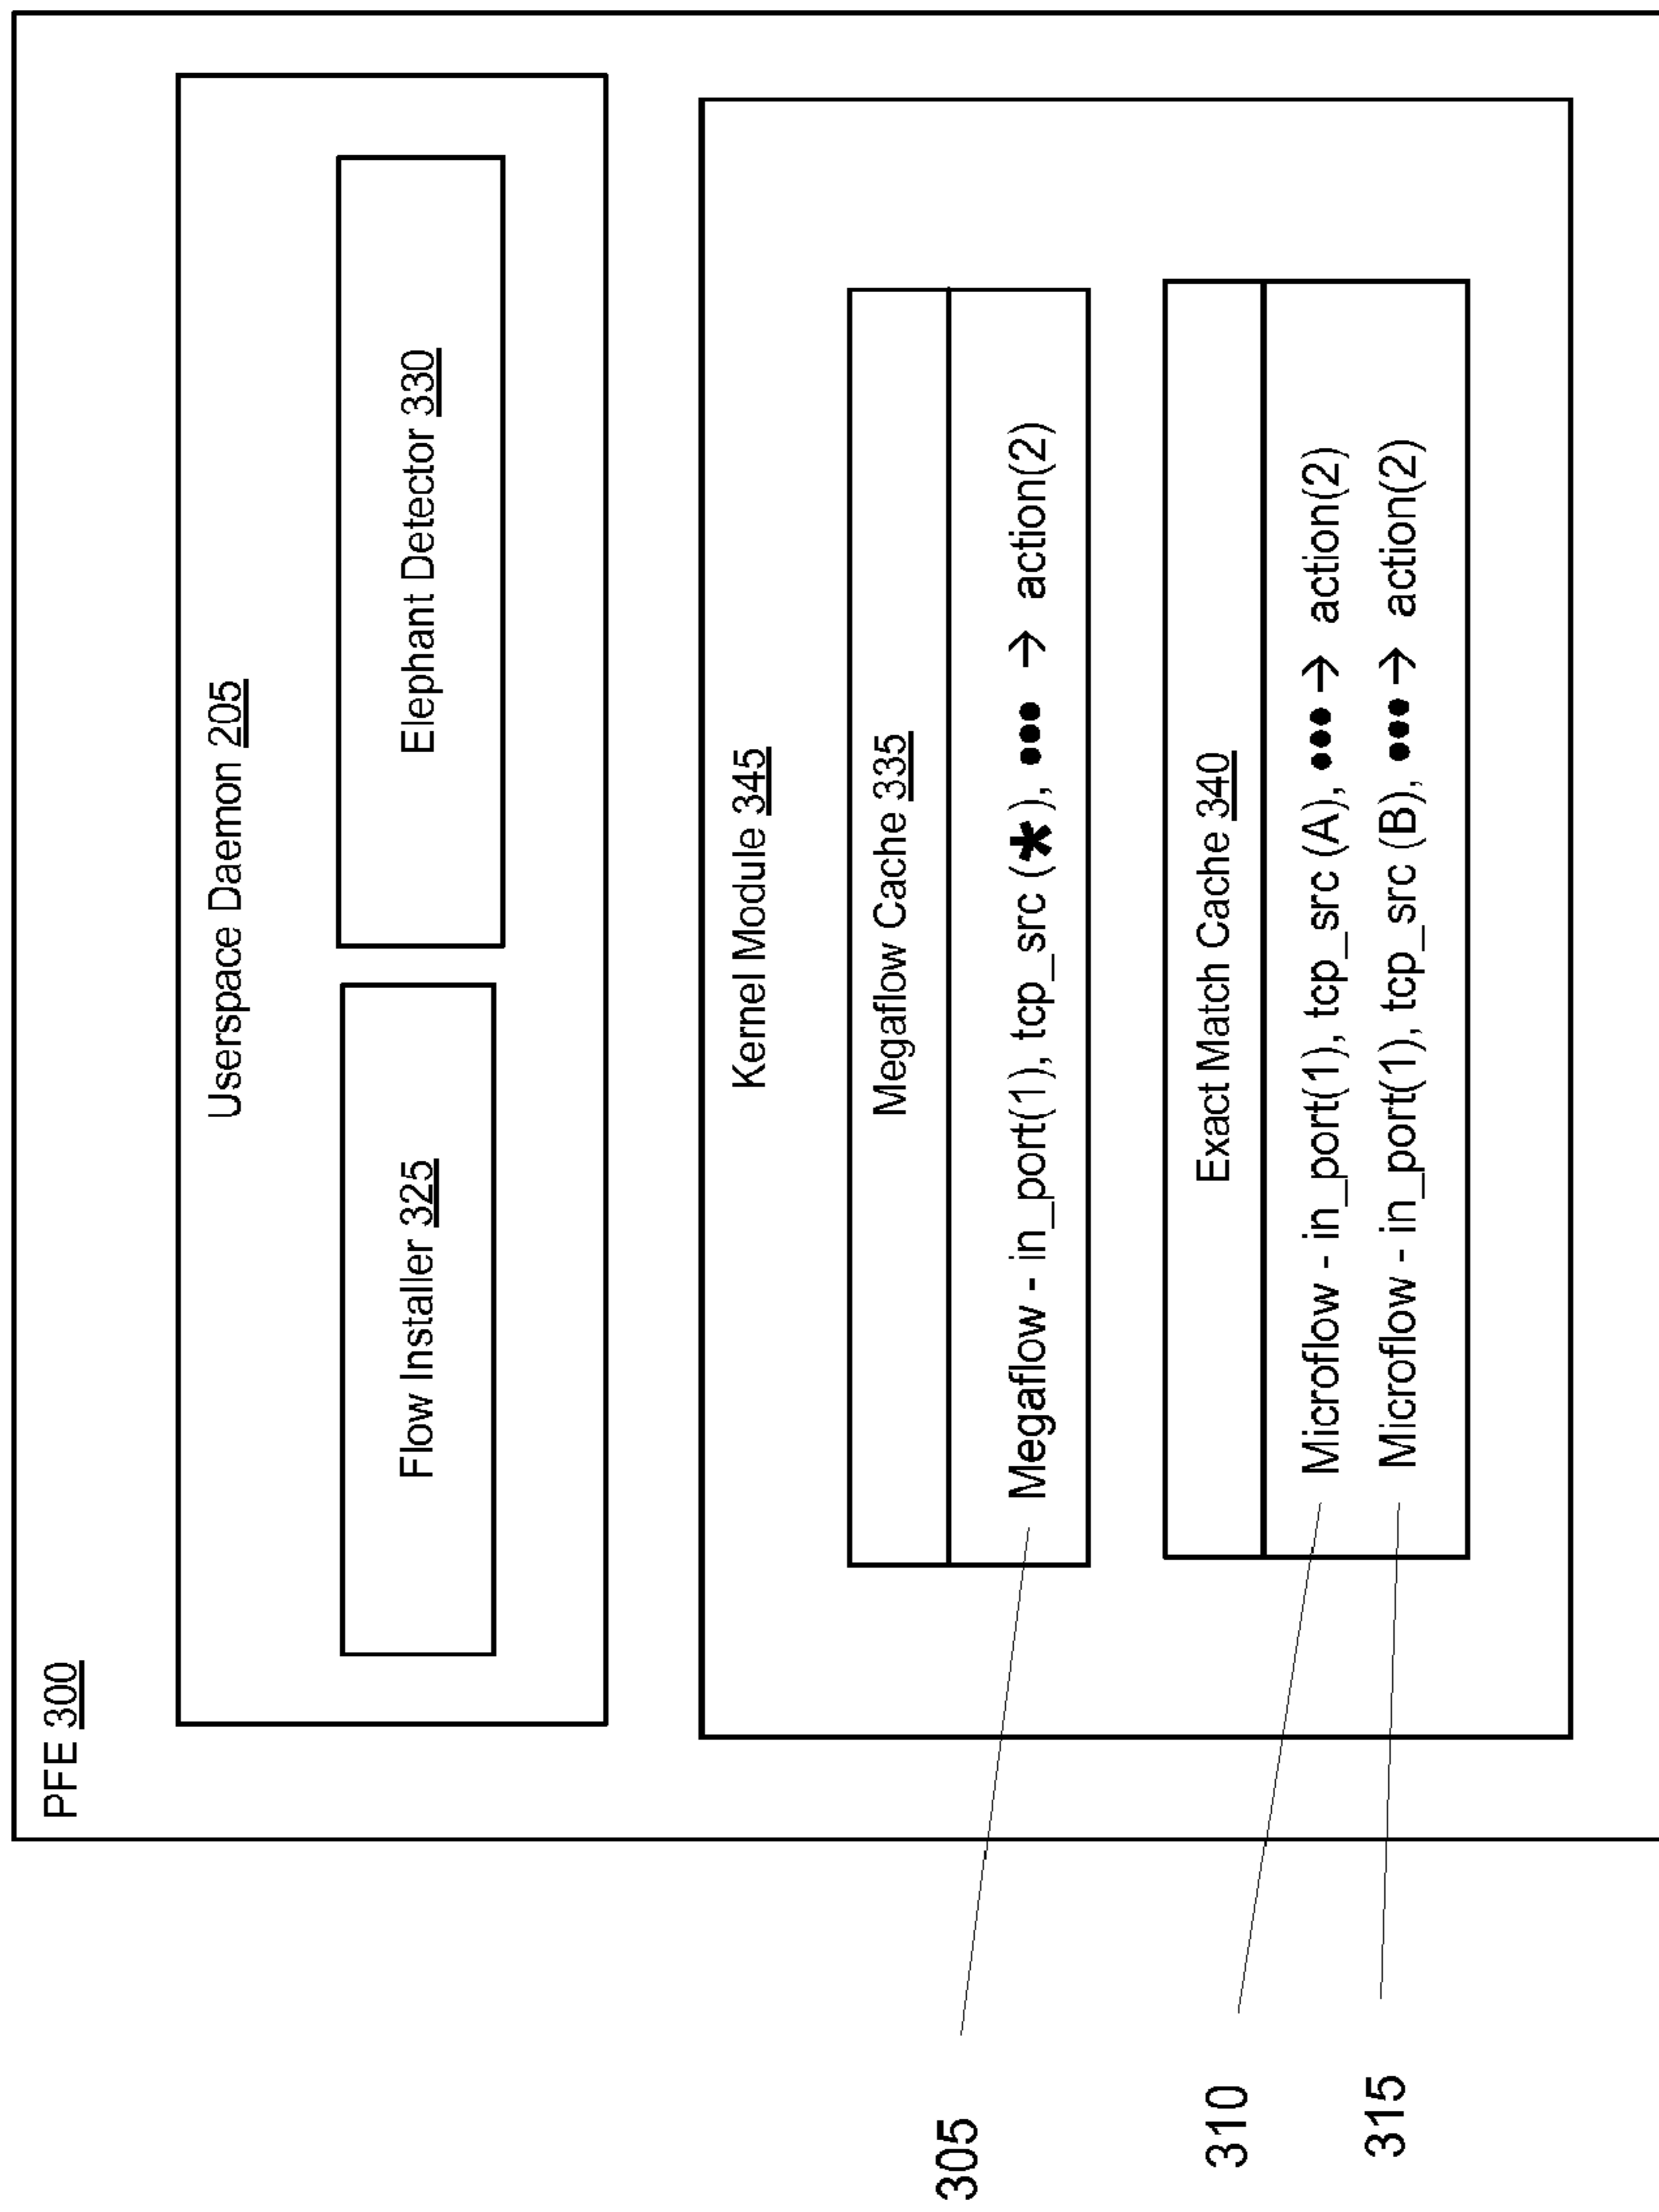 PFE 300
Userspace Daemon 205
Flow Installer 325
Elephant Detector 330
Kernel Module 345
Megaflow Cache 335
Megaflow - in_port(1), tcp_src (*), ••• → action(2)
Exact Match Cache 340
Microflow - in_port(1), tcp_src (A), ••• → action(2)
Microflow - in_port(1), tcp_src (B), ••• → action(2)
305
310
315